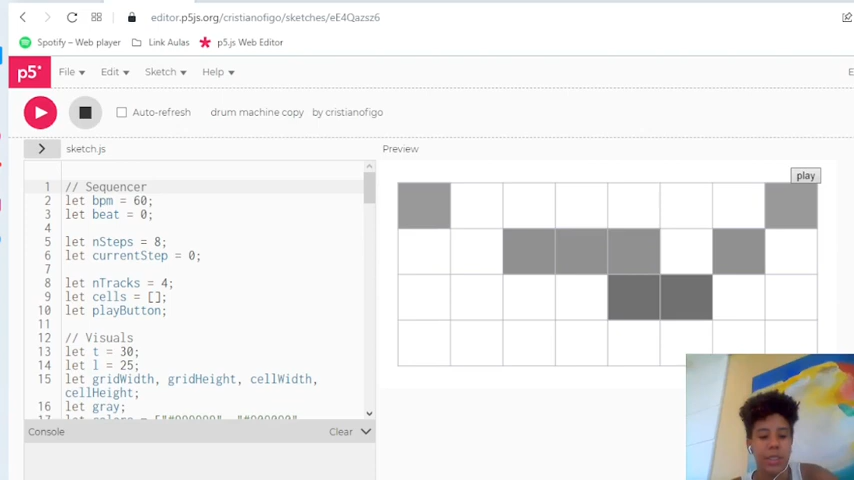 editor.p5js.org/cristianofigo/sketches/eE4Qazsz6
Spotify – Web player Link Aulas p5.js Web Editor
p5* File Edit Sketch Help
Auto-refresh drum machine copy by cristianofigo
sketch.js Preview
play
1 // Sequencer
2 let bpm = 60;
3 let beat = 0;
4
5 let nSteps = 8;
6 let currentStep = 0;
7
8 let nTracks = 4;
9 let cells = [];
10 let playButton;
11
12 // Visuals
13 let t = 30;
14 let l = 25;
15 let gridWidth, gridHeight, cellWidth,
cellHeight;
16 let gray;
Console Clear